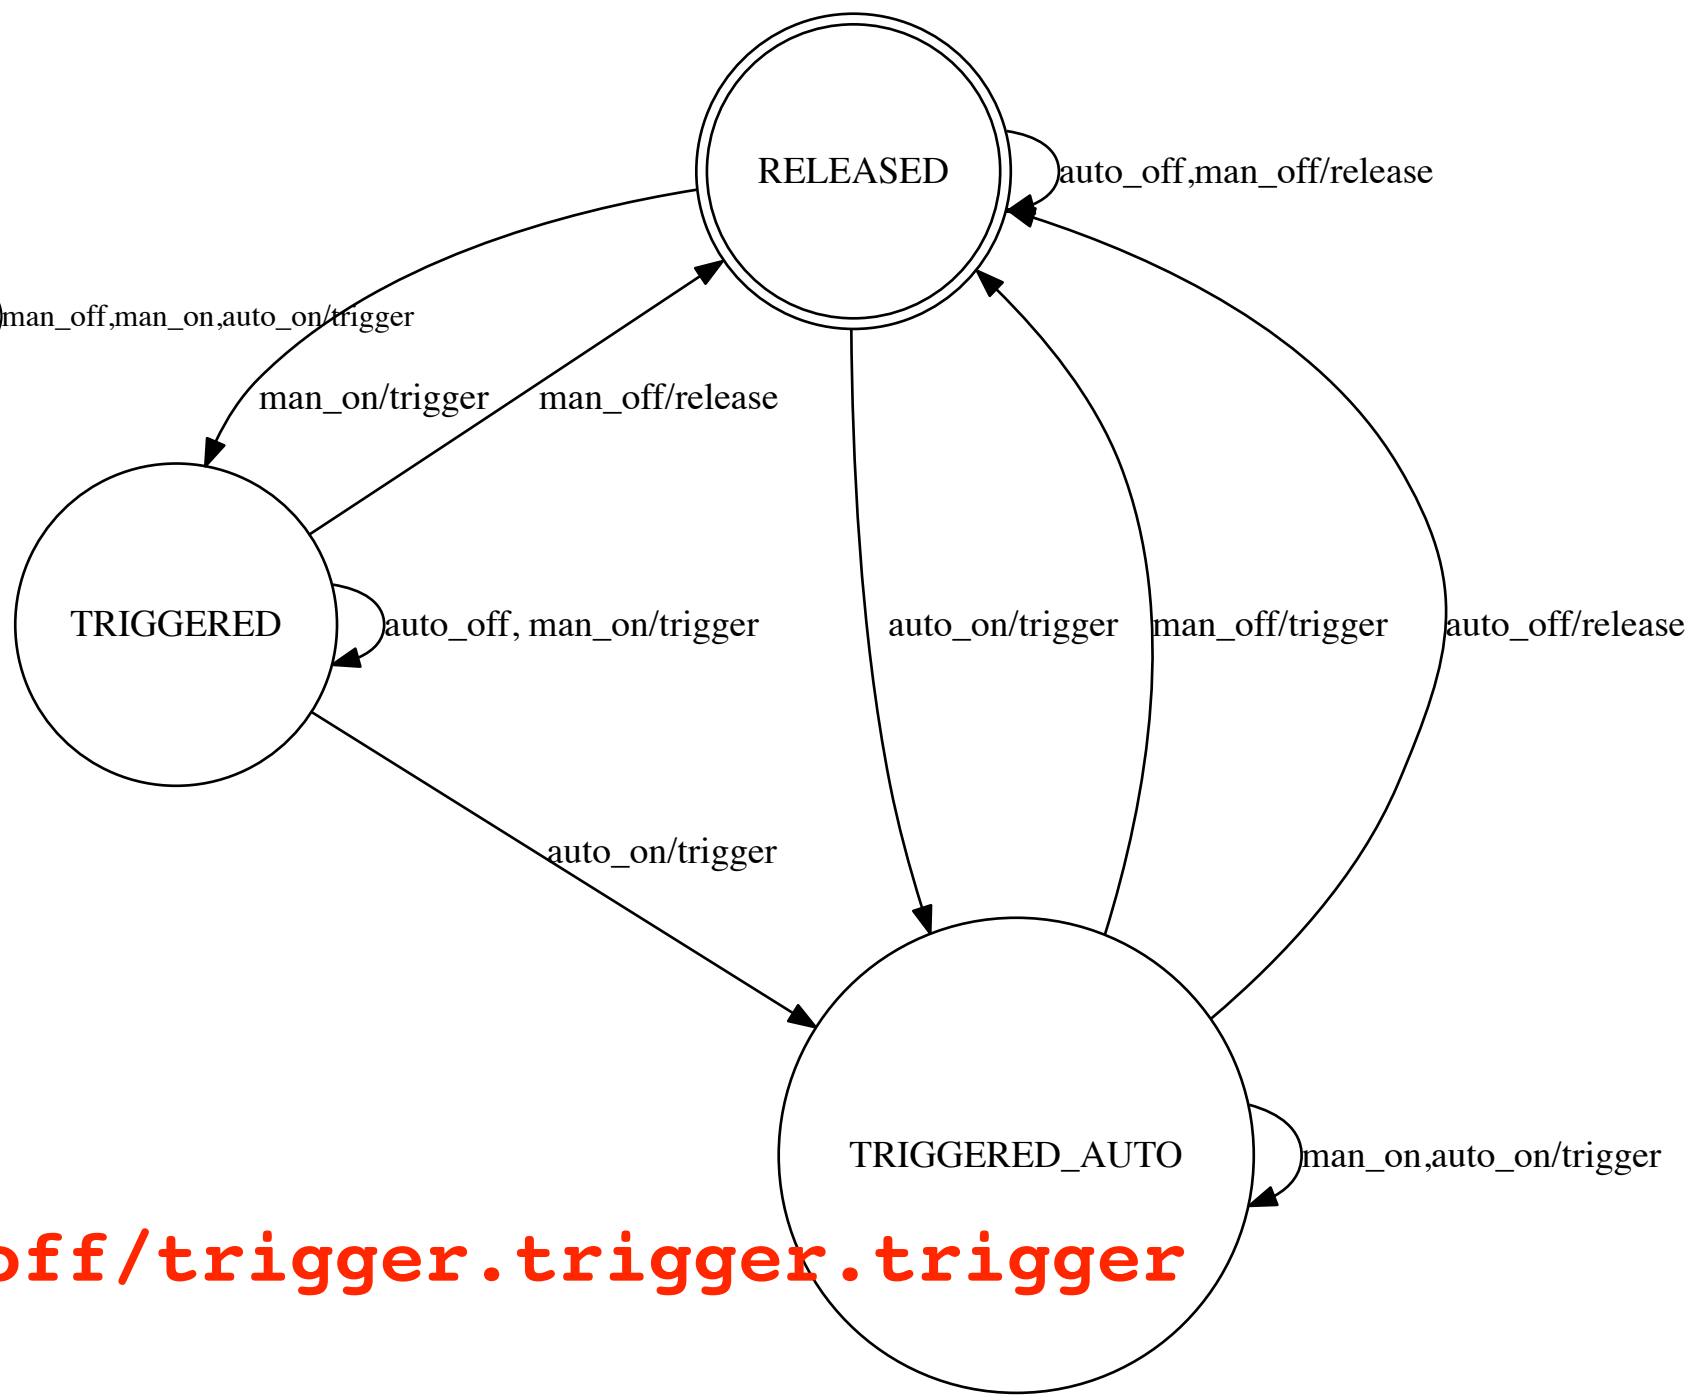 RELEASED
auto_off,man_off/release
man_off,man_on,auto_on/trigger
man_on/trigger
man_off/release
TRIGGERED
auto_off, man_on/trigger
auto_on/trigger
man_off/trigger
auto_off/release
auto_on/trigger
TRIGGERED_AUTO
man_on,auto_on/trigger
off/trigger.trigger.trigger